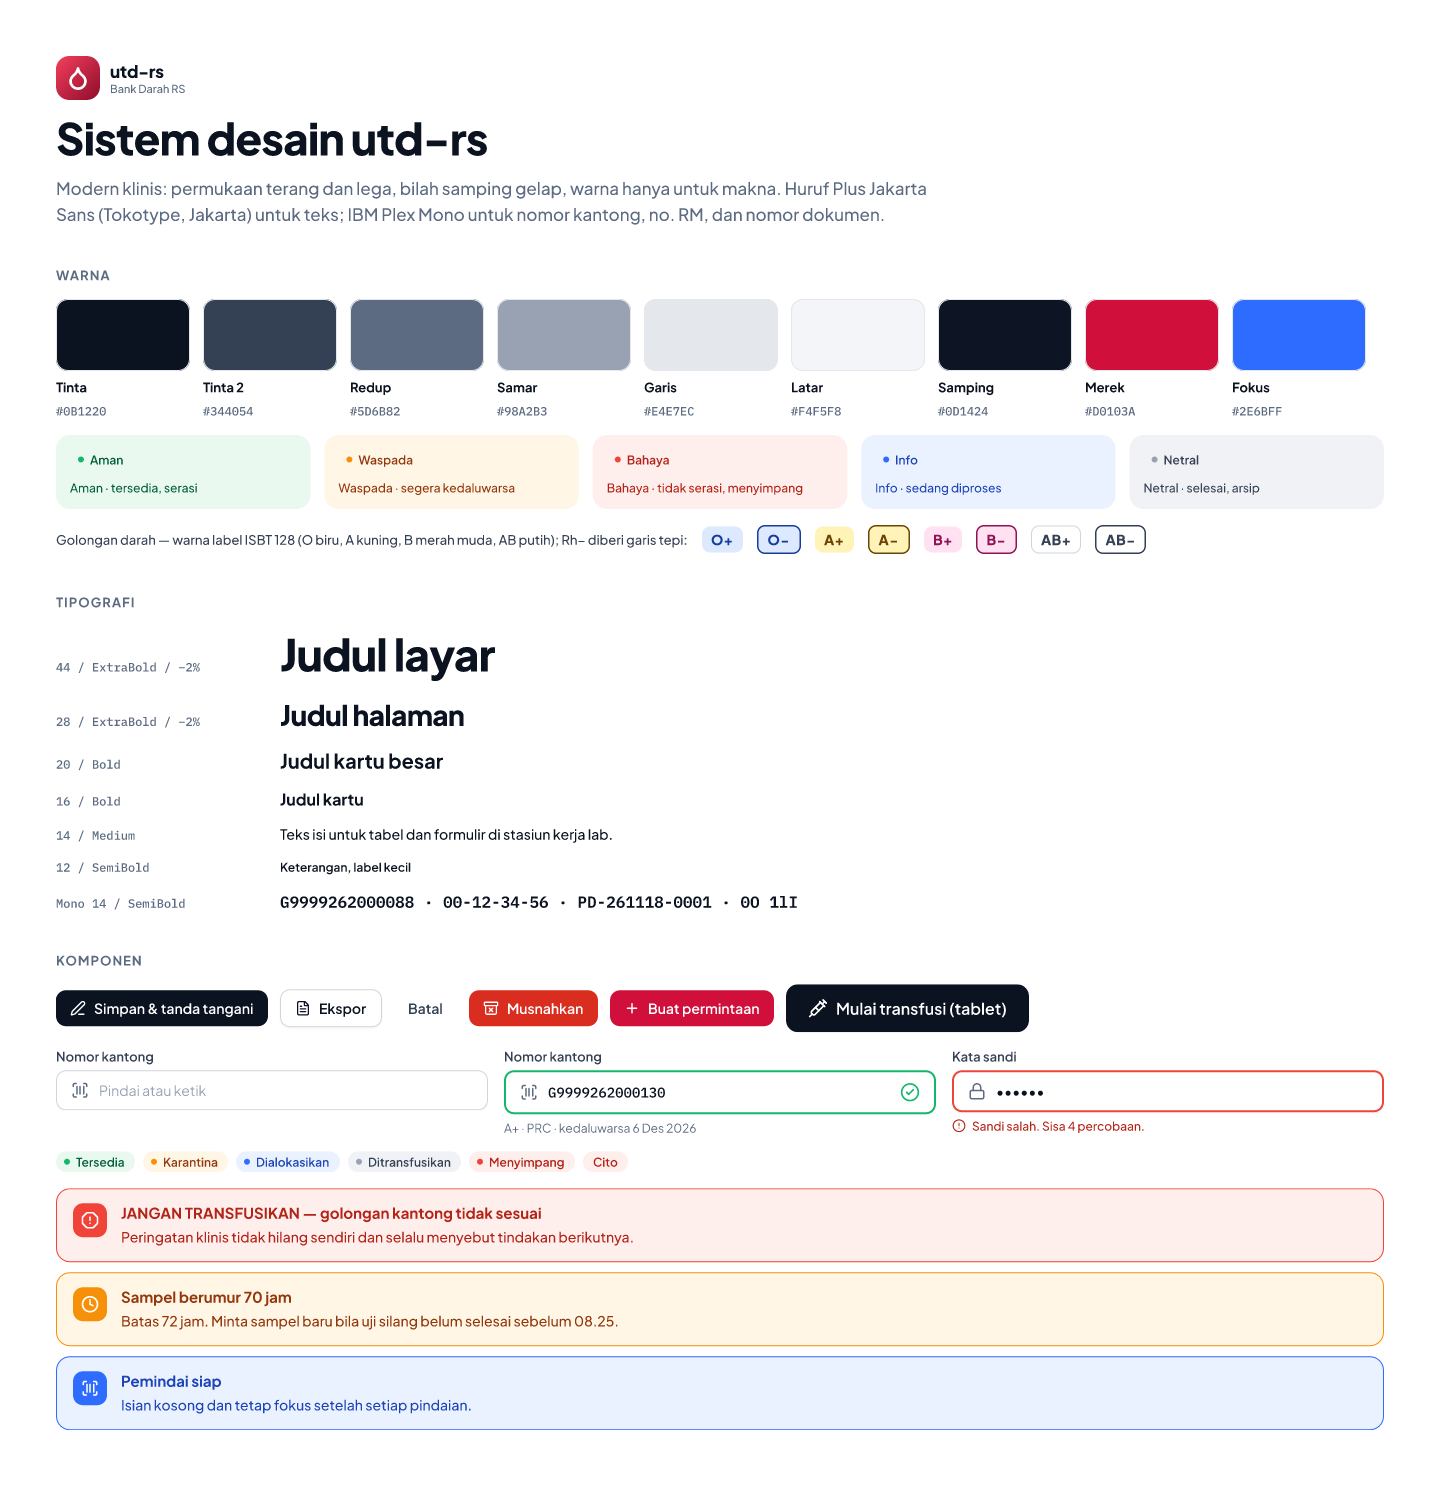 utd-rs
Bank Darah RS
Sistem desain utd-rs
Modern klinis: permukaan terang dan lega, bilah samping gelap, warna hanya untuk makna. Huruf Plus Jakarta
Sans (Tokotype, Jakarta) untuk teks; IBM Plex Mono untuk nomor kantong, no. RM, dan nomor dokumen.
WARNA
Tinta
Tinta 2
Redup
Samar
Garis
Latar
Samping
Merek
Fokus
#0B1220
#344054
#5D6B82
#98A2B3
#E4E7EC
#F4F5F8
#0D1424
#D0103A
#2E6BFF
Aman
Aman · tersedia, serasi
Waspada
Waspada · segera kedaluwarsa
Bahaya
Bahaya · tidak serasi, menyimpang
Info
Info · sedang diproses
Netral
Netral · selesai, arsip
Golongan darah — warna label ISBT 128 (O biru, A kuning, B merah muda, AB putih); Rh− diberi garis tepi: O+ O− A+ A− B+ B− AB+ AB−
TIPOGRAFI
44 / ExtraBold / −2% Judul layar
28 / ExtraBold / −2% Judul halaman
20 / Bold Judul kartu besar
16 / Bold Judul kartu
14 / Medium Teks isi untuk tabel dan formulir di stasiun kerja lab.
12 / SemiBold Keterangan, label kecil
Mono 14 / SemiBold G9999262000088 · 00-12-34-56 · PD-261118-0001 · 0O 1lI
KOMPONEN
Simpan & tanda tangani
Ekspor
Batal
Musnahkan
Buat permintaan
Mulai transfusi (tablet)
Nomor kantong
Pindai atau ketik
Nomor kantong
G9999262000130
A+ · PRC · kedaluwarsa 6 Des 2026
Kata sandi
••••••
Sandi salah. Sisa 4 percobaan.
Tersedia
Karantina
Dialokasikan
Ditransfusikan
Menyimpang
Cito
JANGAN TRANSFUSIKAN — golongan kantong tidak sesuai
Peringatan klinis tidak hilang sendiri dan selalu menyebut tindakan berikutnya.
Sampel berumur 70 jam
Batas 72 jam. Minta sampel baru bila uji silang belum selesai sebelum 08.25.
Pemindai siap
Isian kosong dan tetap fokus setelah setiap pindaian.